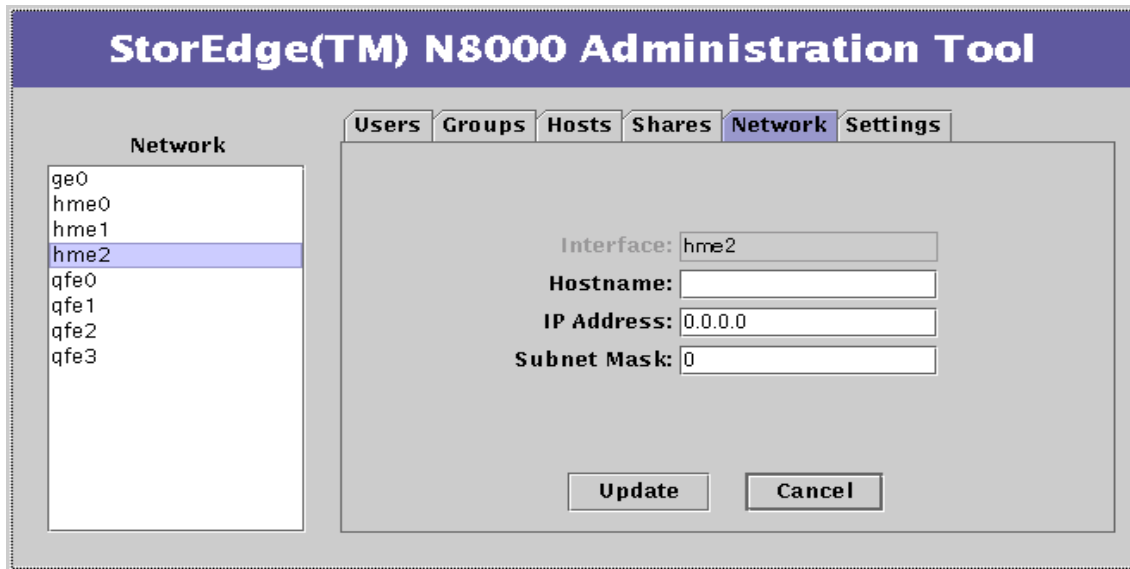 StorEdge(TM) N8000 Administration Tool
Network
ge0
hme0
hme1
hme2
qfe0
qfe1
qfe2
qfe3
Users Groups Hosts Shares Network Settings
Interface: hme2
Hostname:
IP Address: 0.0.0.0
Subnet Mask: 0
Update Cancel